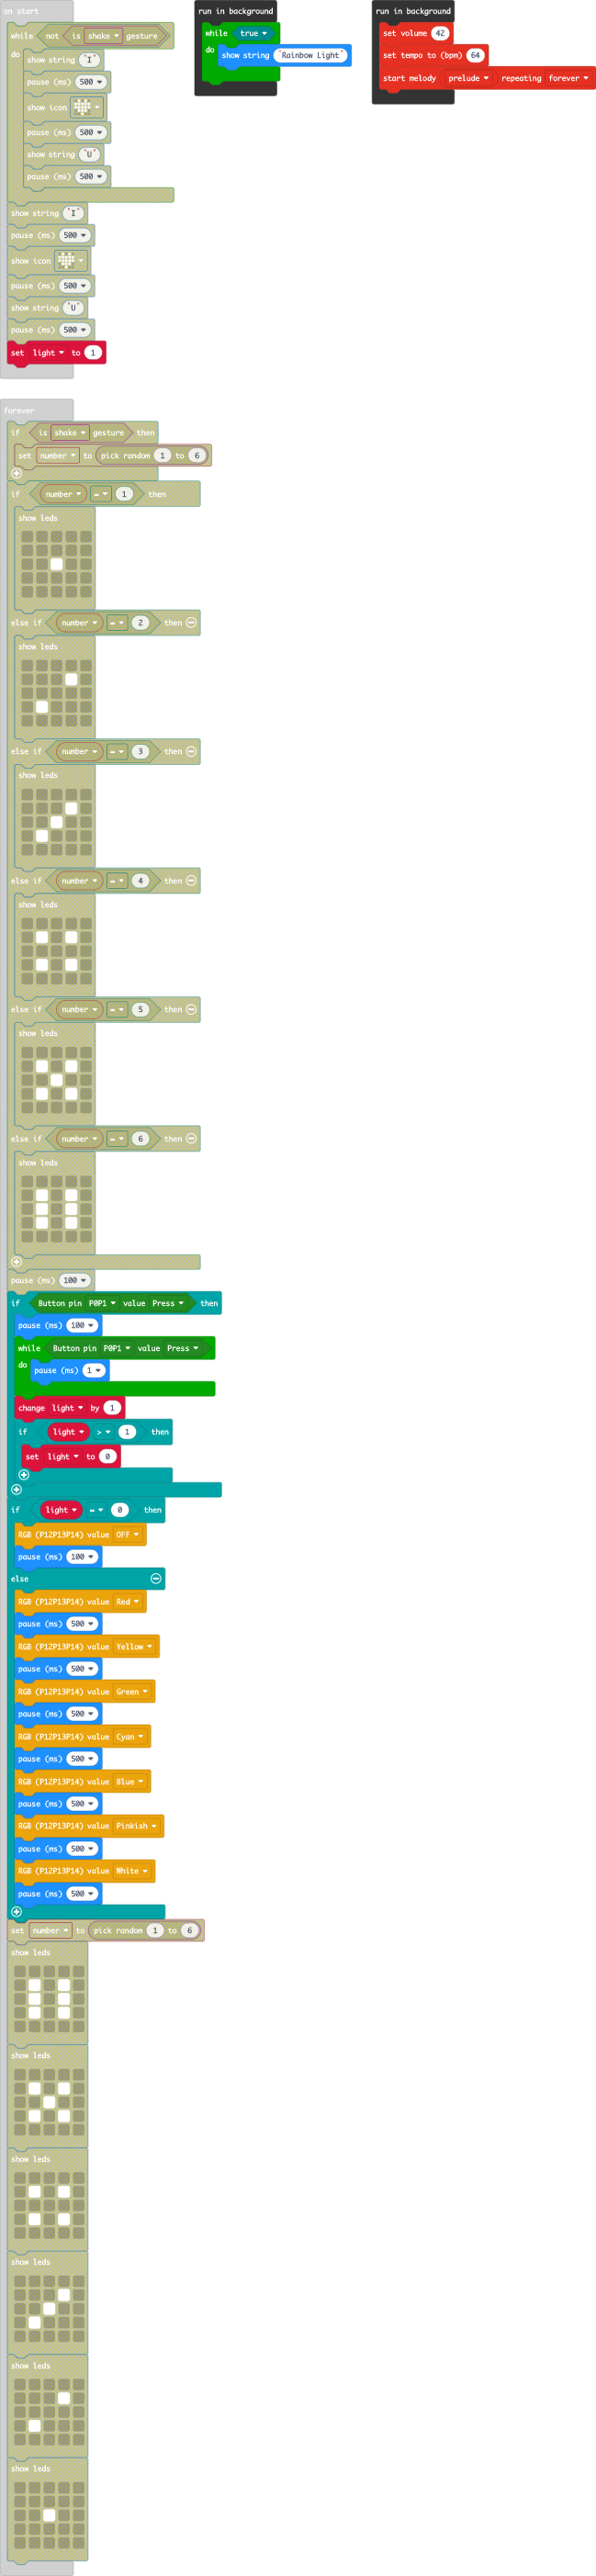 on start
while not is shake gesture
do show string "I"
pause (ms) 500
show icon
pause (ms) 500
show string "U"
pause (ms) 500
show string "I"
pause (ms) 500
show icon
pause (ms) 500
show string "U"
pause (ms) 500
set light to 1
run in background
while true
do show string "Rainbow Light"
run in background
set volume 42
set tempo to (bpm) 64
start melody prelude repeating forever
forever
if is shake gesture then
set number to pick random 1 to 6
if number = 1 then
show leds
else if number = 2 then
show leds
else if number = 3 then
show leds
else if number = 4 then
show leds
else if number = 5 then
show leds
else if number = 6 then
show leds
pause (ms) 100
if Button pin P0P1 value Press then
pause (ms) 100
while Button pin P0P1 value Press
do pause (ms) 1
change light by 1
if light > 1 then
set light to 0
if light = 0 then
RGB (P12P13P14) value OFF
pause (ms) 100
else
RGB (P12P13P14) value Red
pause (ms) 500
RGB (P12P13P14) value Yellow
pause (ms) 500
RGB (P12P13P14) value Green
pause (ms) 500
RGB (P12P13P14) value Cyan
pause (ms) 500
RGB (P12P13P14) value Blue
pause (ms) 500
RGB (P12P13P14) value Pinkish
pause (ms) 500
RGB (P12P13P14) value White
pause (ms) 500
set number to pick random 1 to 6
show leds
show leds
show leds
show leds
show leds
show leds